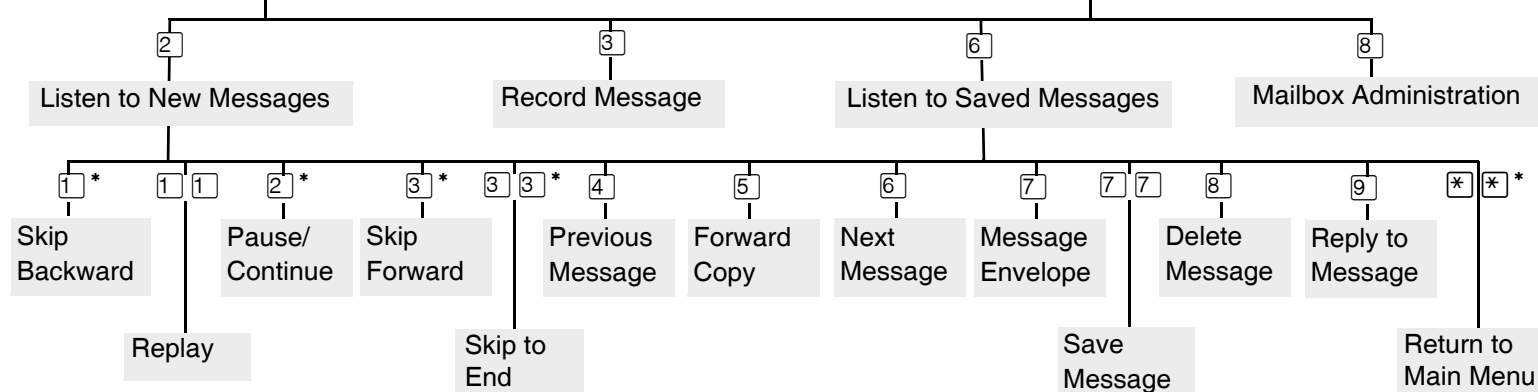 2
3
6
8
Listen to New Messages
Record Message
Listen to Saved Messages
Mailbox Administration
1 *
1 1
2 *
3 *
3 3 *
4
5
6
7
7 7
8
9
* * *
Skip
Backward
Pause/
Continue
Skip
Forward
Previous
Message
Forward
Copy
Next
Message
Message
Envelope
Delete
Message
Reply to
Message
Replay
Skip to
End
Save
Message
Return to
Main Menu